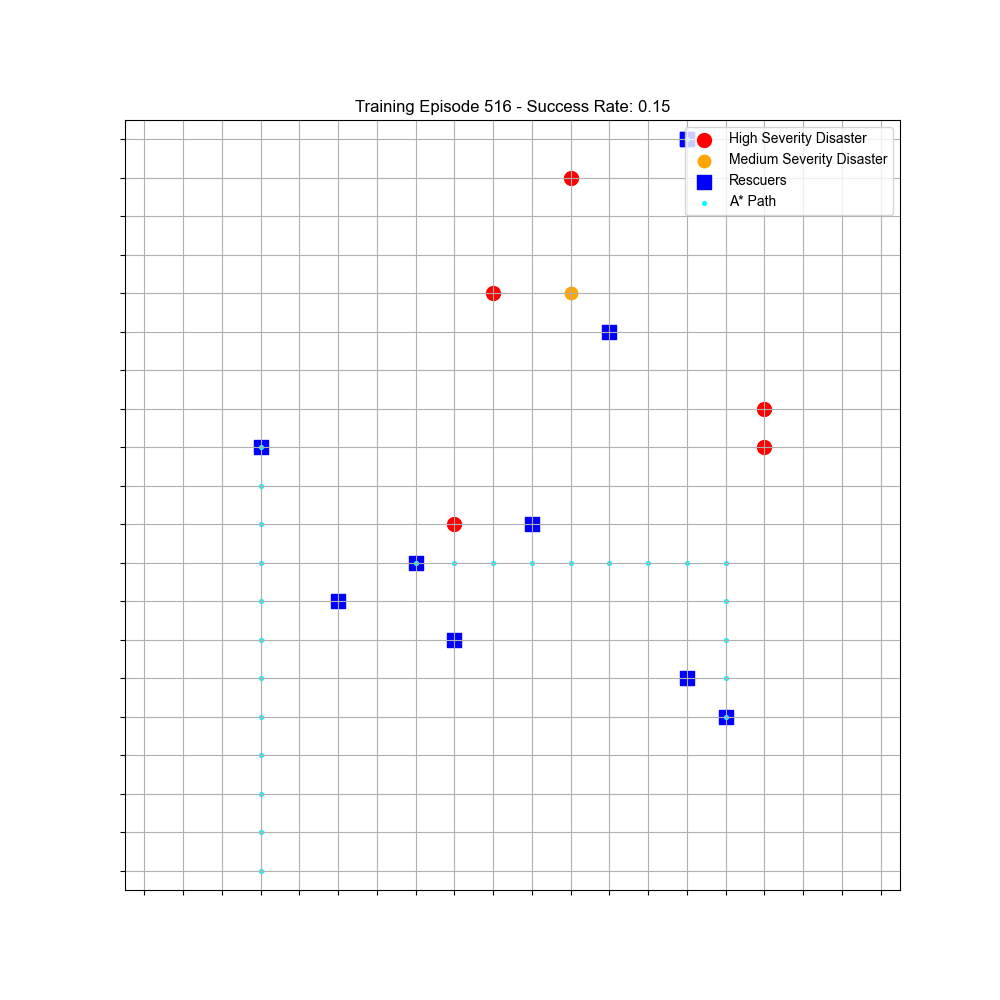 Training Episode 516 - Success Rate: 0.15
High Severity Disaster
Medium Severity Disaster
Rescuers
A* Path